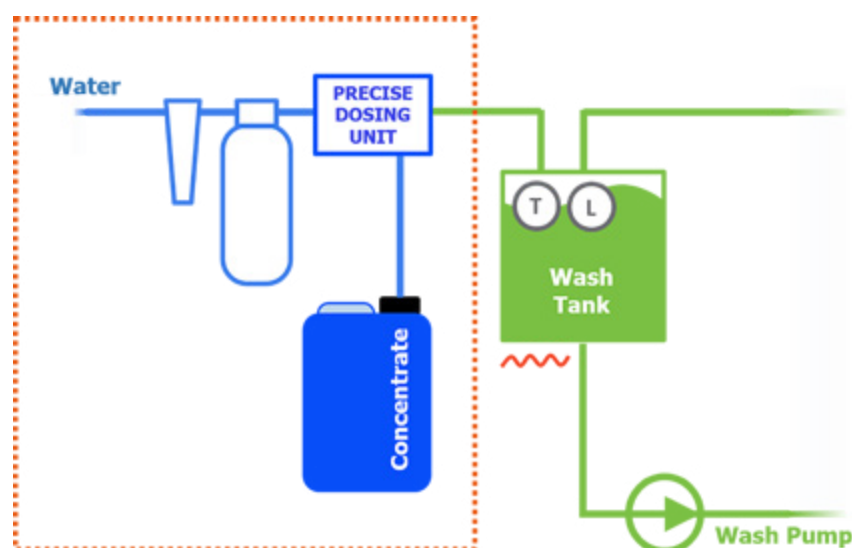 Water
PRECISE
DOSING
UNIT
T
L
Wash
Tank
Concentrate
Wash Pump